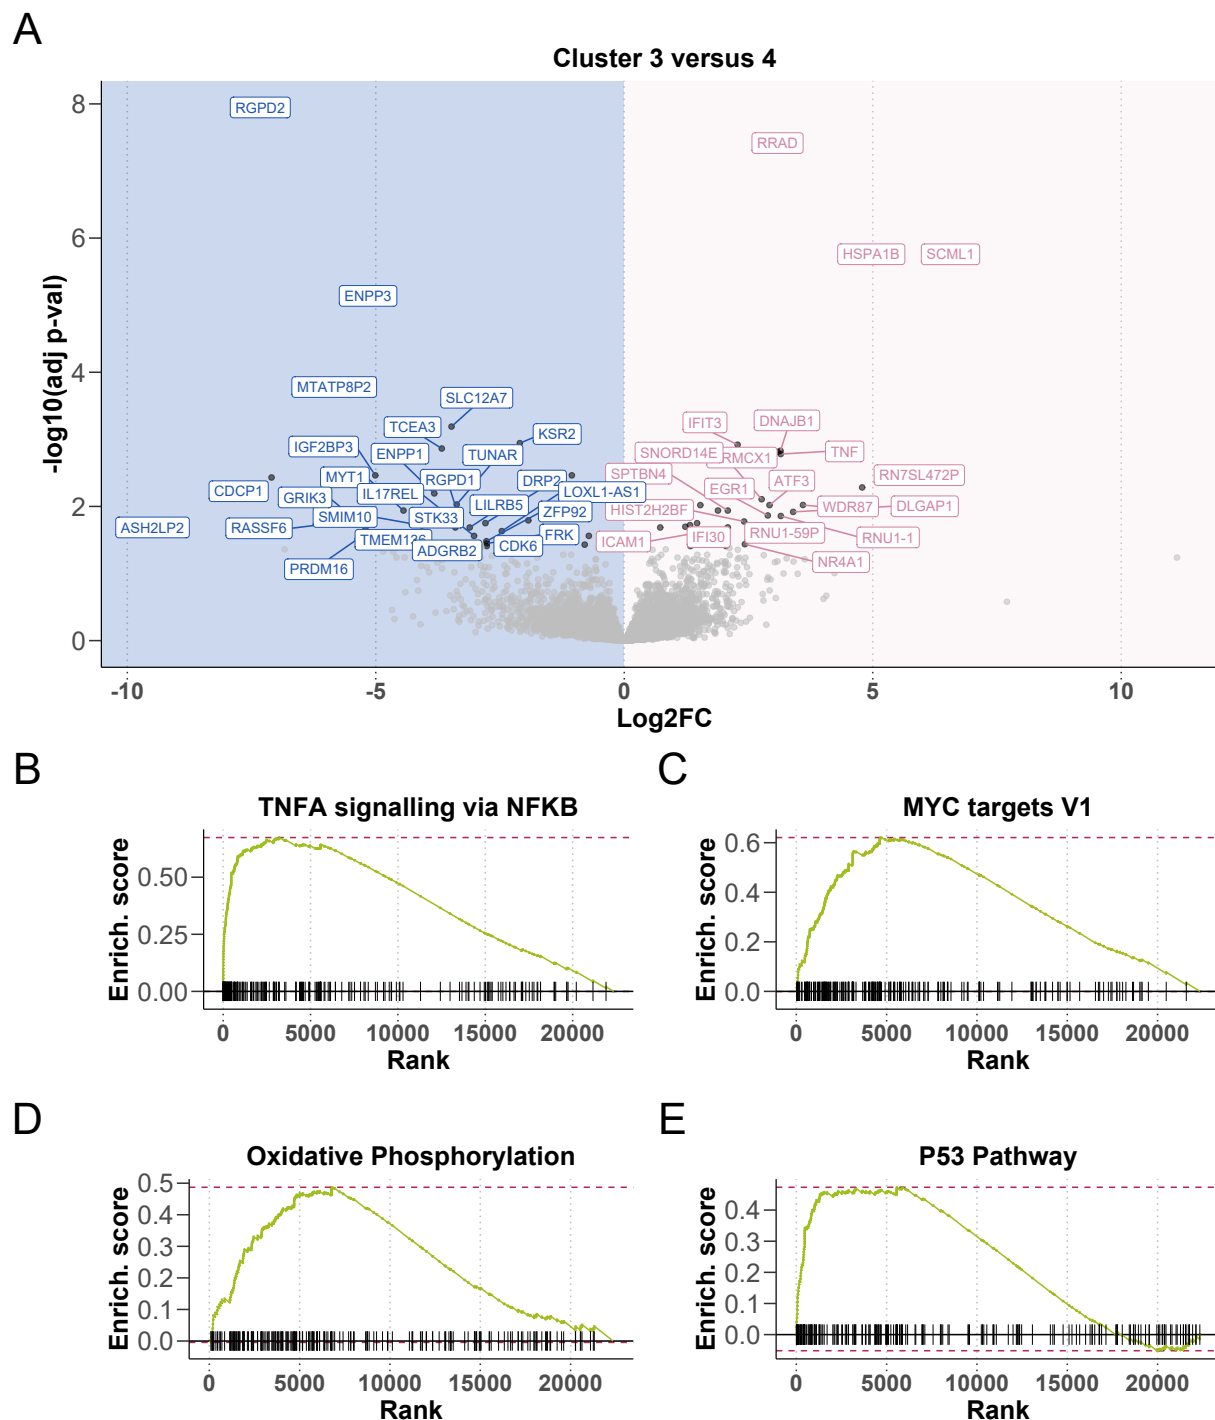 A
Cluster 3 versus 4
-log10(adj p-val)
8
6
4
2
0
RGPD2
RRAD
HSPA1B
SCML1
ENPP3
MTATP8P2
SLC12A7
TCEA3
KSR2
IGF2BP3
ENPP1
TUNAR
MYT1
RGPD1
DRP2
CDCP1
GRIK3
IL17REL
LILRB5
LOXL1-AS1
ASH2LP2
RASSF6
SMIM10
STK33
ZFP92
TMEM136
ADGRB2
CDK6
FRK
PRDM16
IFIT3
DNAJB1
SNORD14E
RMCX1
TNF
SPTBN4
EGR1
ATF3
RN7SL472P
HIST2H2BF
WDR87
DLGAP1
ICAM1
IFI30
RNU1-59P
RNU1-1
NR4A1
-10
-5
0
5
10
Log2FC
B
TNFA signalling via NFKB
Enrich. score
0.50
0.25
0.00
0
5000
10000
15000
20000
Rank
C
MYC targets V1
Enrich. score
0.6
0.4
0.2
0.0
0
5000
10000
15000
20000
Rank
D
Oxidative Phosphorylation
Enrich. score
0.5
0.4
0.3
0.2
0.1
0.0
0
5000
10000
15000
20000
Rank
E
P53 Pathway
Enrich. score
0.4
0.3
0.2
0.1
0.0
0
5000
10000
15000
20000
Rank